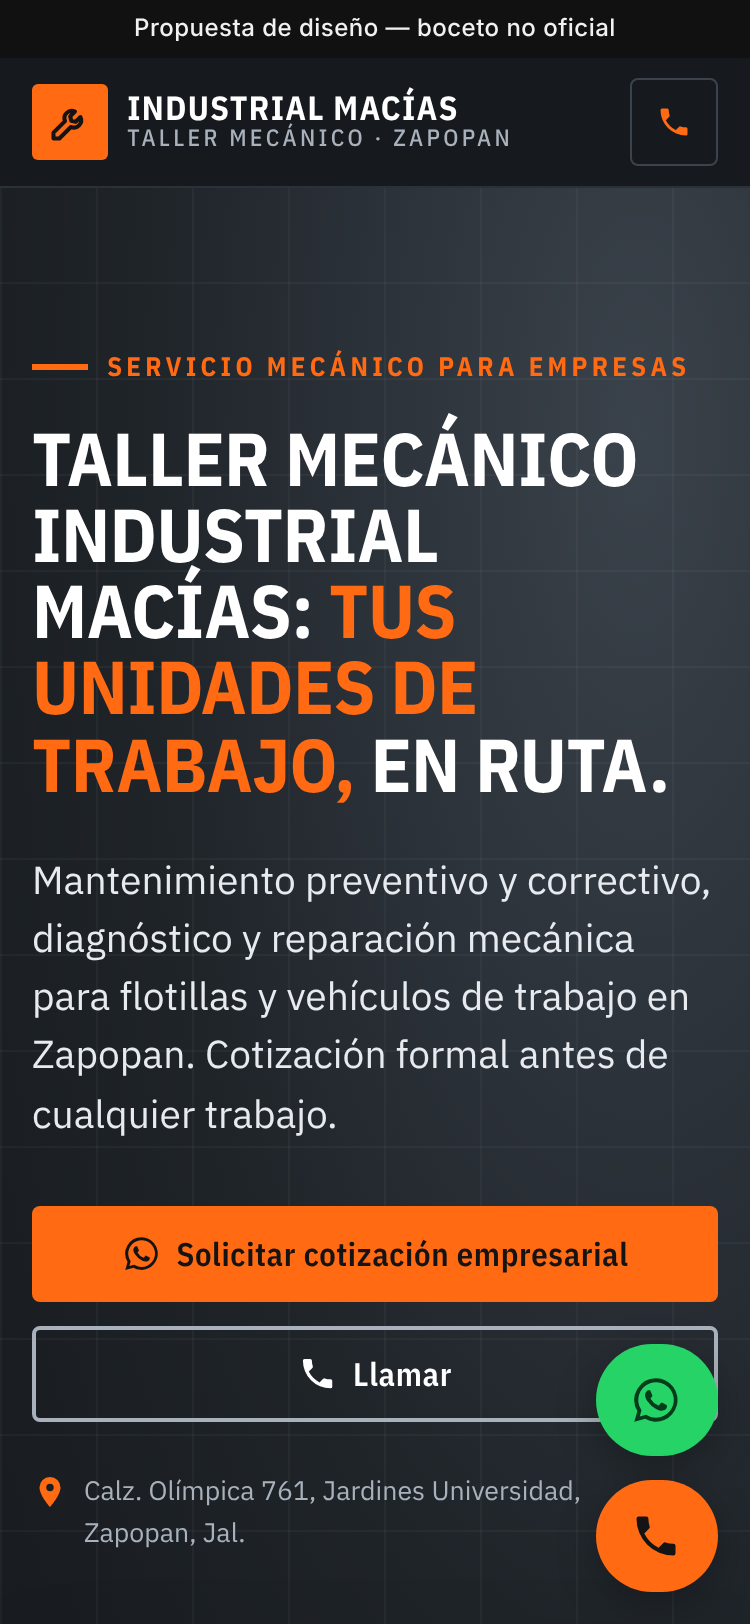 Propuesta de diseño — boceto no oficial
INDUSTRIAL MACÍAS
TALLER MECÁNICO · ZAPOPAN
SERVICIO MECÁNICO PARA EMPRESAS
TALLER MECÁNICO
INDUSTRIAL
MACÍAS: TUS
UNIDADES DE
TRABAJO, EN RUTA.
Mantenimiento preventivo y correctivo,
diagnóstico y reparación mecánica
para flotillas y vehículos de trabajo en
Zapopan. Cotización formal antes de
cualquier trabajo.
Solicitar cotización empresarial
Llamar
Calz. Olímpica 761, Jardines Universidad,
Zapopan, Jal.